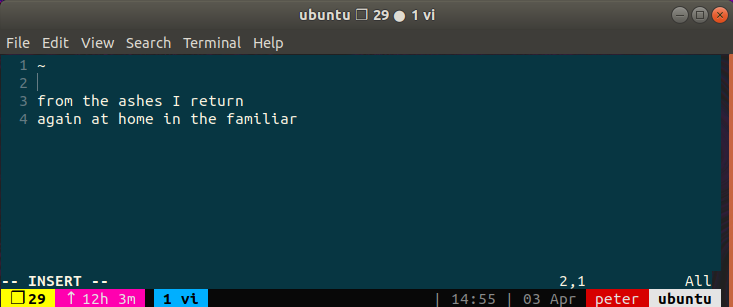 ubuntu ❐ 29 ● 1 vi
File Edit View Search Terminal Help
1 ~
2
3 from the ashes I return
4 again at home in the familiar
-- INSERT -- 2,1 All
❐ 29 ↑ 12h 3m 1 vi | 14:55 | 03 Apr peter ubuntu